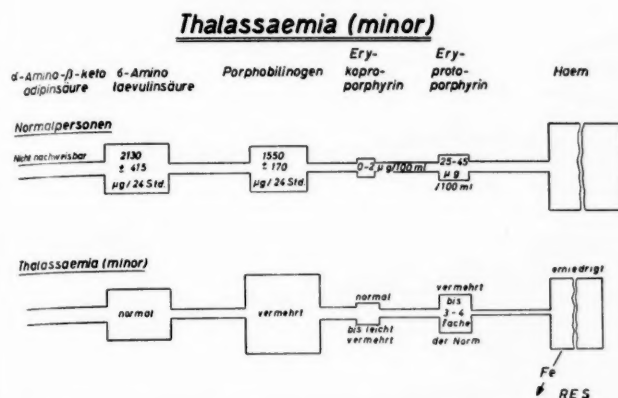 Thalassaemia (minor)
α-Amino-β-keto
adipinsäure
δ-Amino
laevulinsäure
Porphobilinogen
Ery-
kopro-
porphyrin
Ery-
proto-
porphyrin
Haem
Normalpersonen
Nicht nachweisbar
2130
± 415
µg/24 Std.
1550
± 170
µg/24 Std.
0-2 µg/100 ml
25-45
µg
/100 ml
Thalassaemia (minor)
normal
vermehrt
normal
bis leicht
vermehrt
vermehrt
bis
3-4
fache
der Norm
erniedrigt
Fe
RES